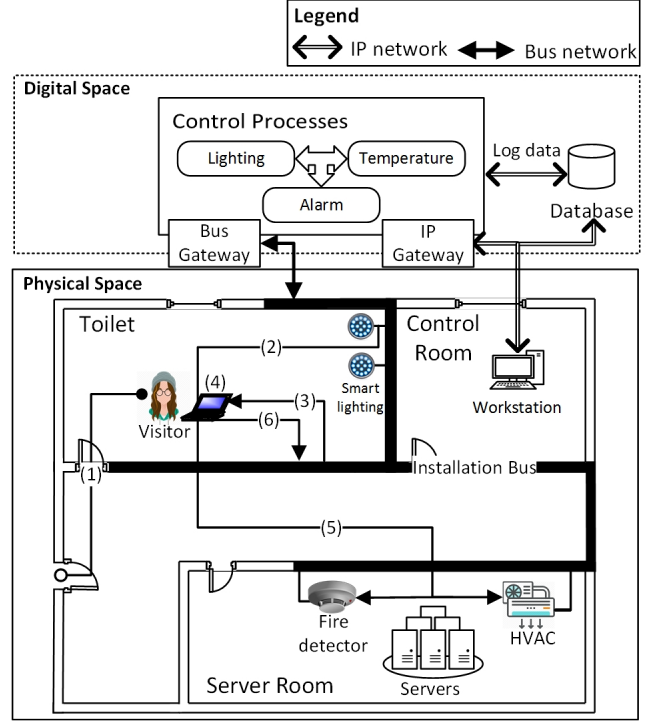 Legend
IP network
Bus network
Digital Space
Control Processes
Lighting
Temperature
Alarm
Log data
Database
Bus
Gateway
IP
Gateway
Physical Space
Toilet
Control
Room
(2)
(4)
Smart
lighting
Workstation
(3)
(6)
Visitor
(1)
Installation Bus
(5)
Fire
detector
HVAC
Servers
Server Room